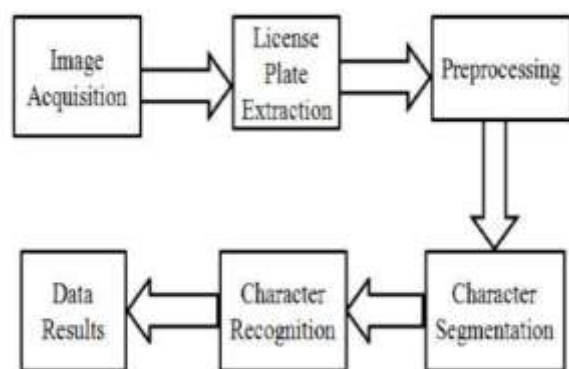 Image
Acquisition
License
Plate
Extraction
Preprocessing
Character
Segmentation
Character
Recognition
Data
Results